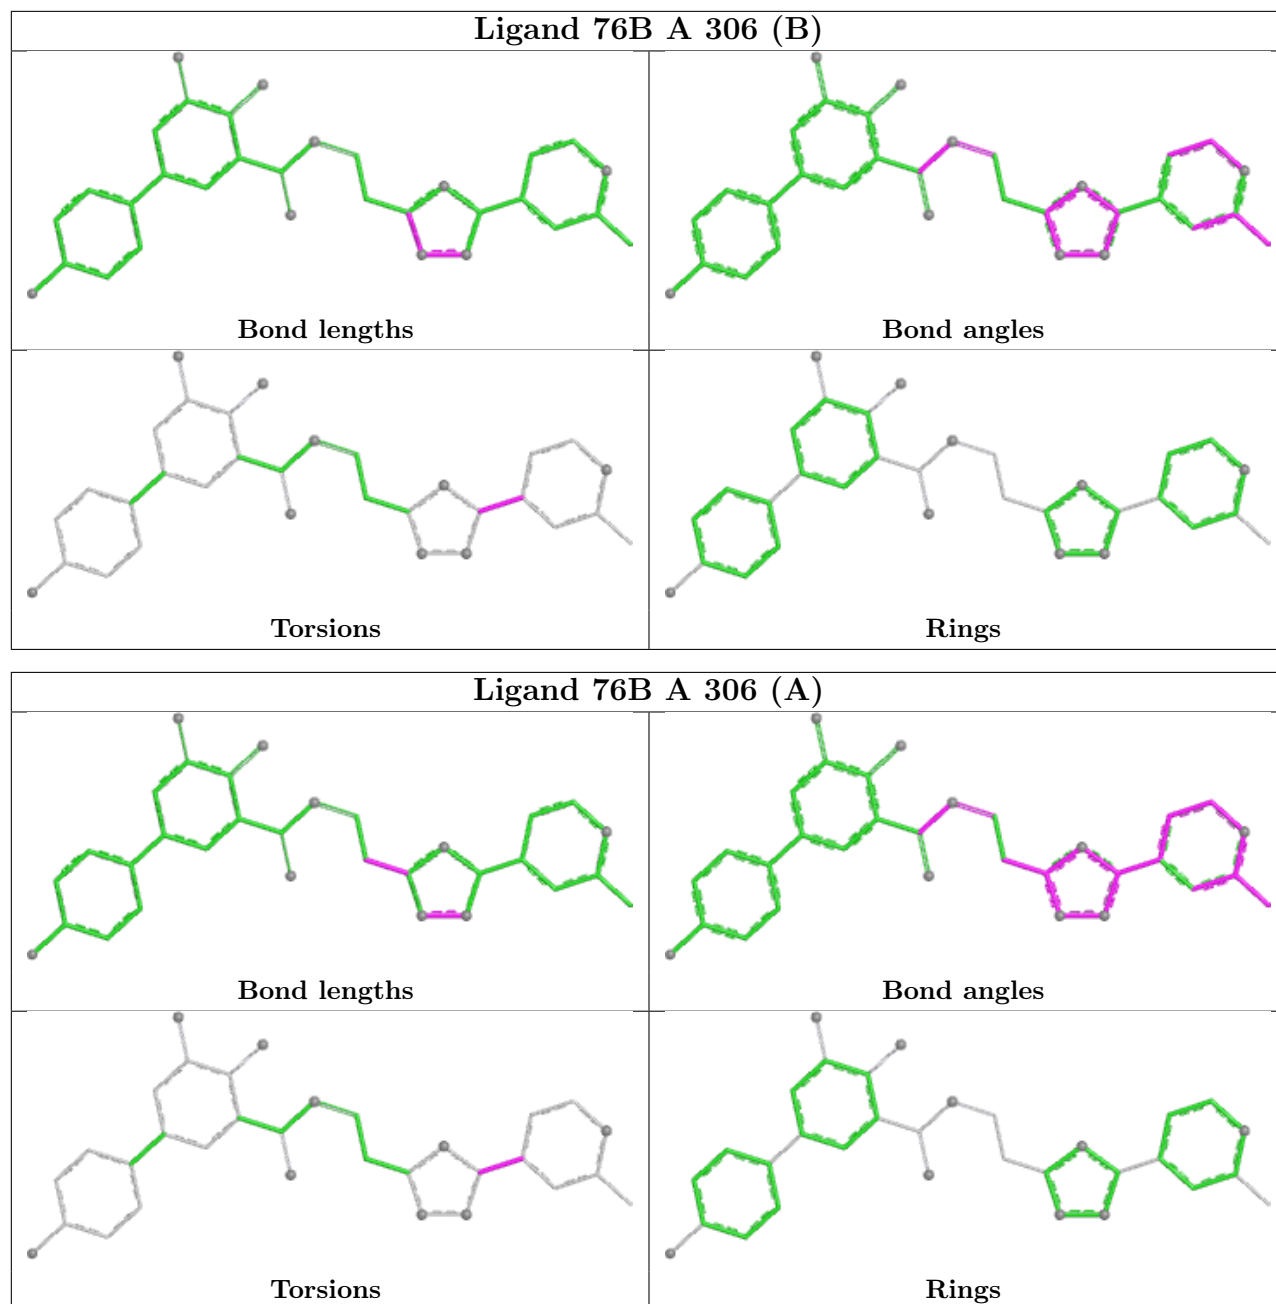 Ligand 76B A 306 (B)
Bond lengths
Bond angles
Torsions
Rings
Ligand 76B A 306 (A)
Bond lengths
Bond angles
Torsions
Rings